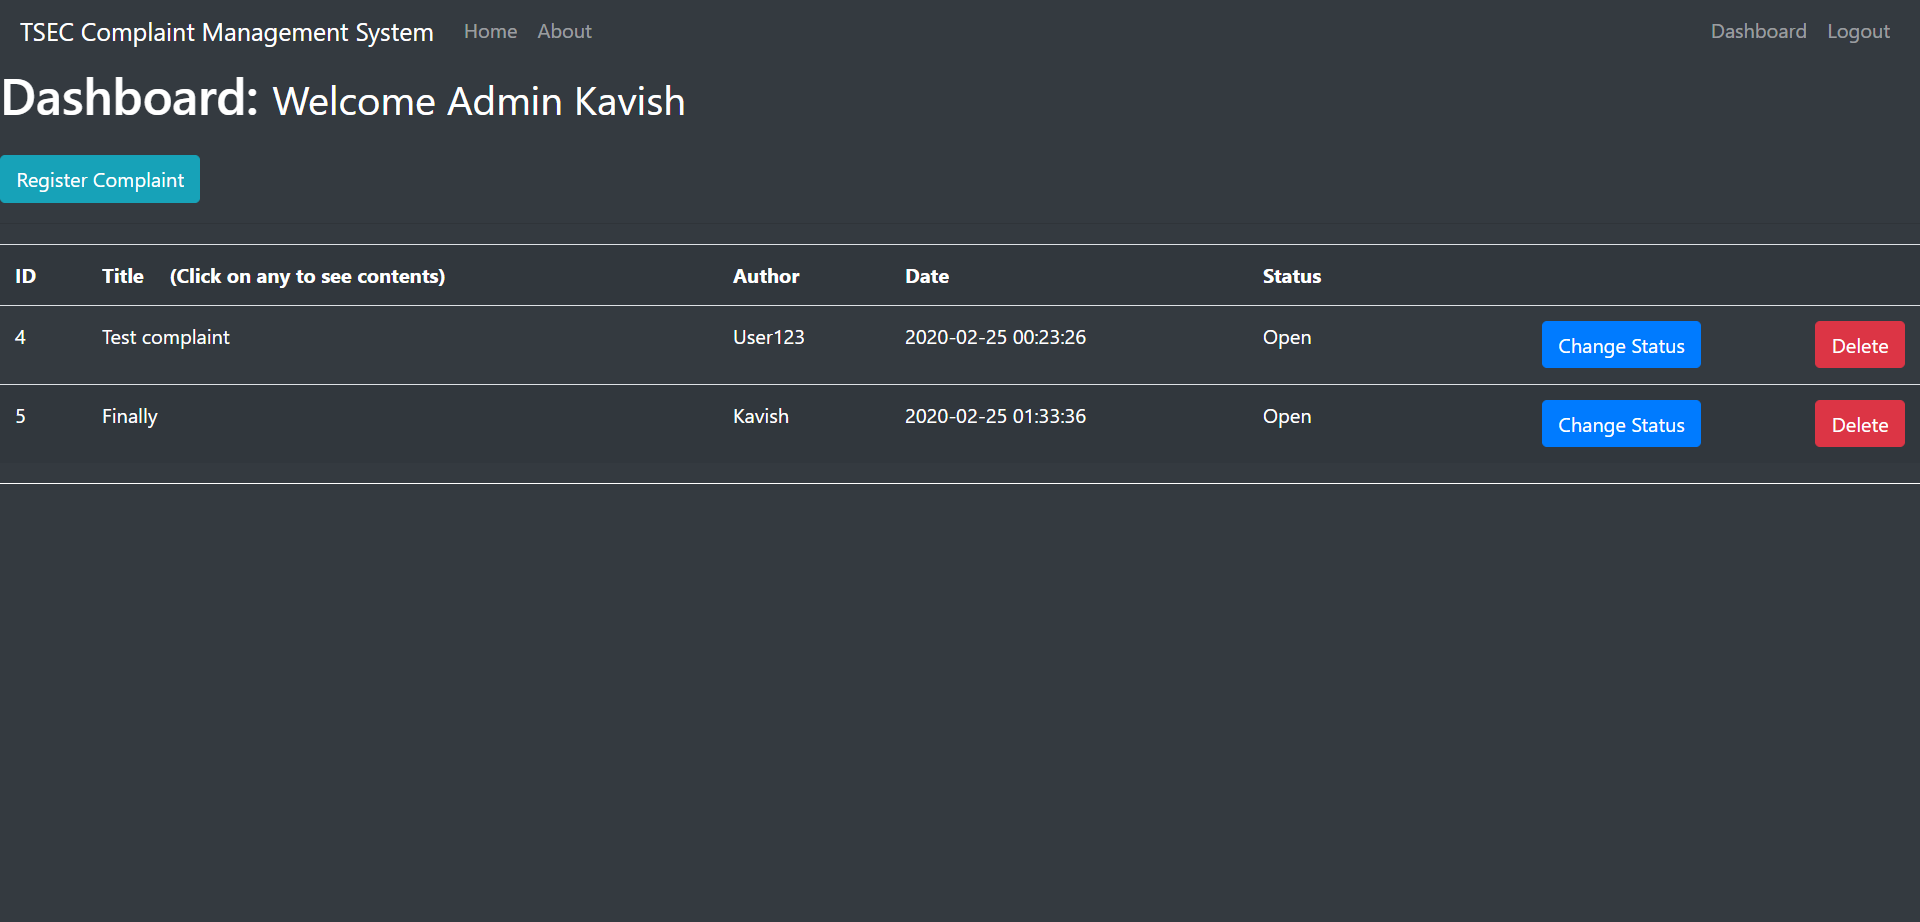 TSEC Complaint Management System Home About Dashboard Logout
Dashboard: Welcome Admin Kavish
Register Complaint
ID Title (Click on any to see contents) Author Date Status
4 Test complaint User123 2020-02-25 00:23:26 Open Change Status Delete
5 Finally Kavish 2020-02-25 01:33:36 Open Change Status Delete